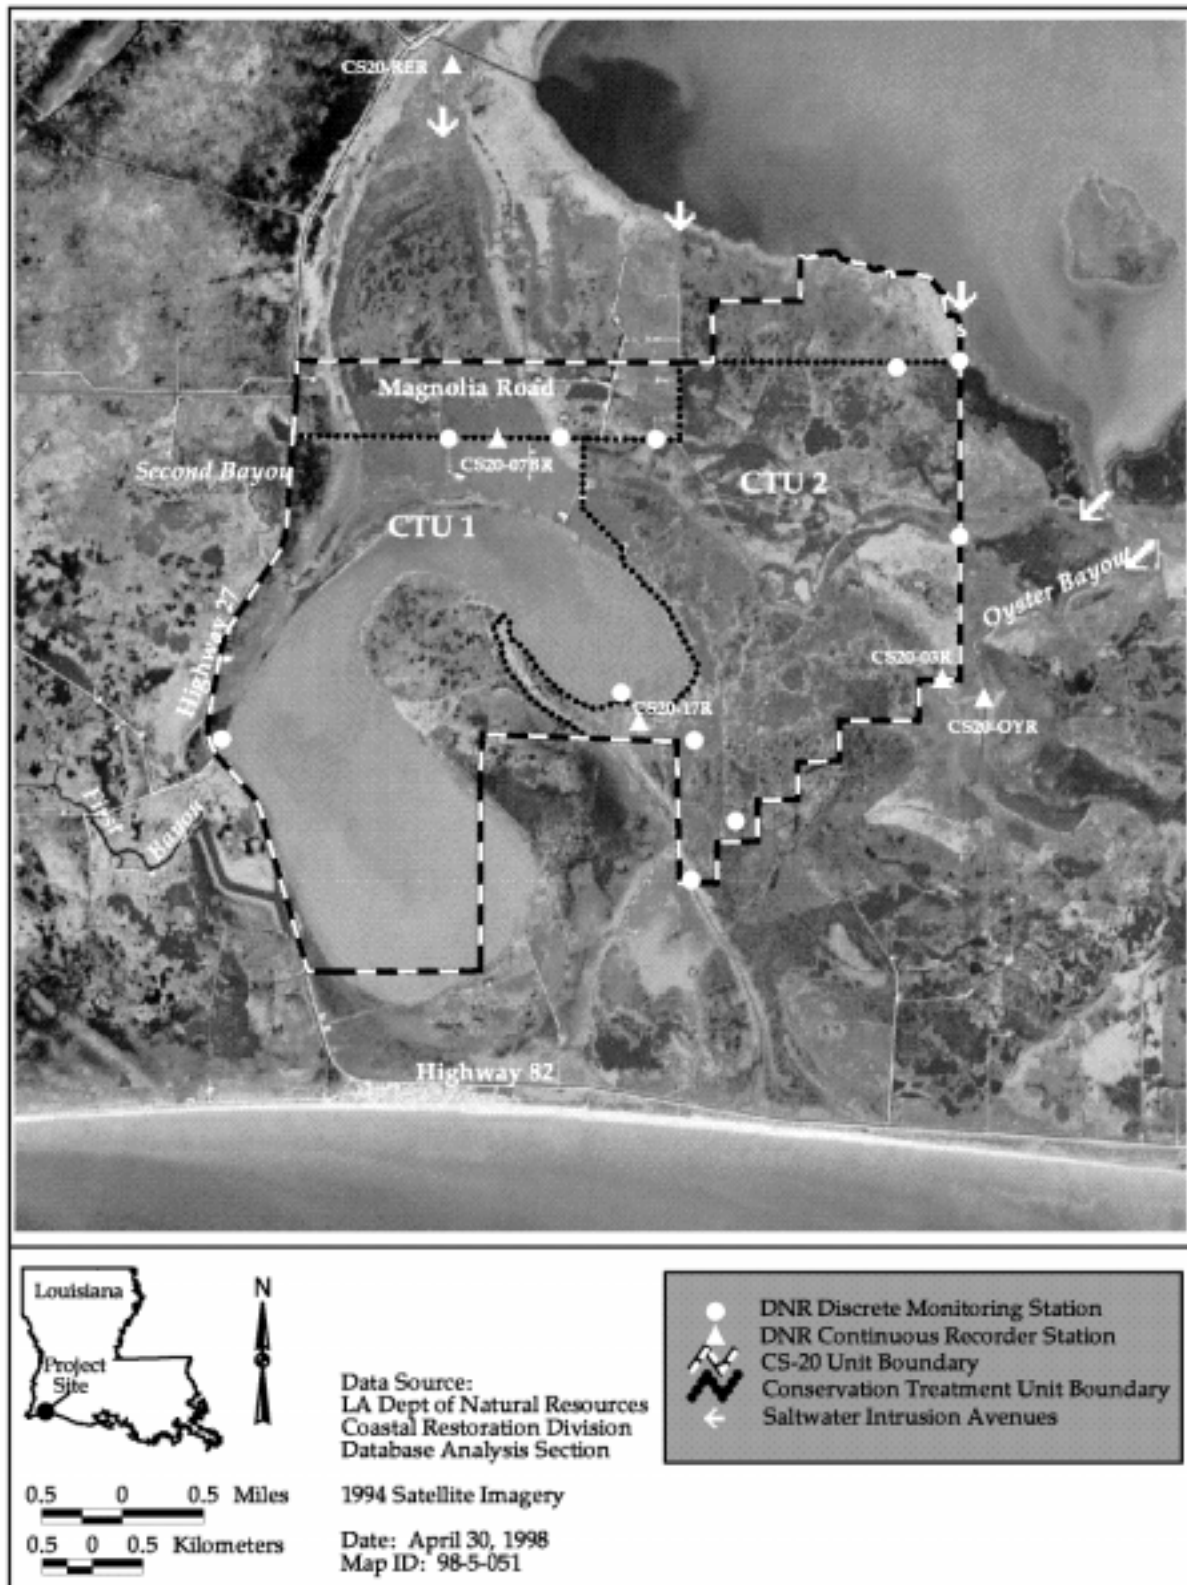 CS20-RER
Magnolia Road
CS20-07BR
Second Bayou
CTU 2
CTU 1
Oyster Bayou
Highway 27
CS20-03R
CS20-17R
CS20-OYR
First
Bayou
Highway 82
Louisiana
Project
Site
N
0.5 0 0.5 Miles
0.5 0 0.5 Kilometers
Data Source:
LA Dept of Natural Resources
Coastal Restoration Division
Database Analysis Section
1994 Satellite Imagery
Date: April 30, 1998
Map ID: 98-5-051
DNR Discrete Monitoring Station
DNR Continuous Recorder Station
CS-20 Unit Boundary
Conservation Treatment Unit Boundary
Saltwater Intrusion Avenues